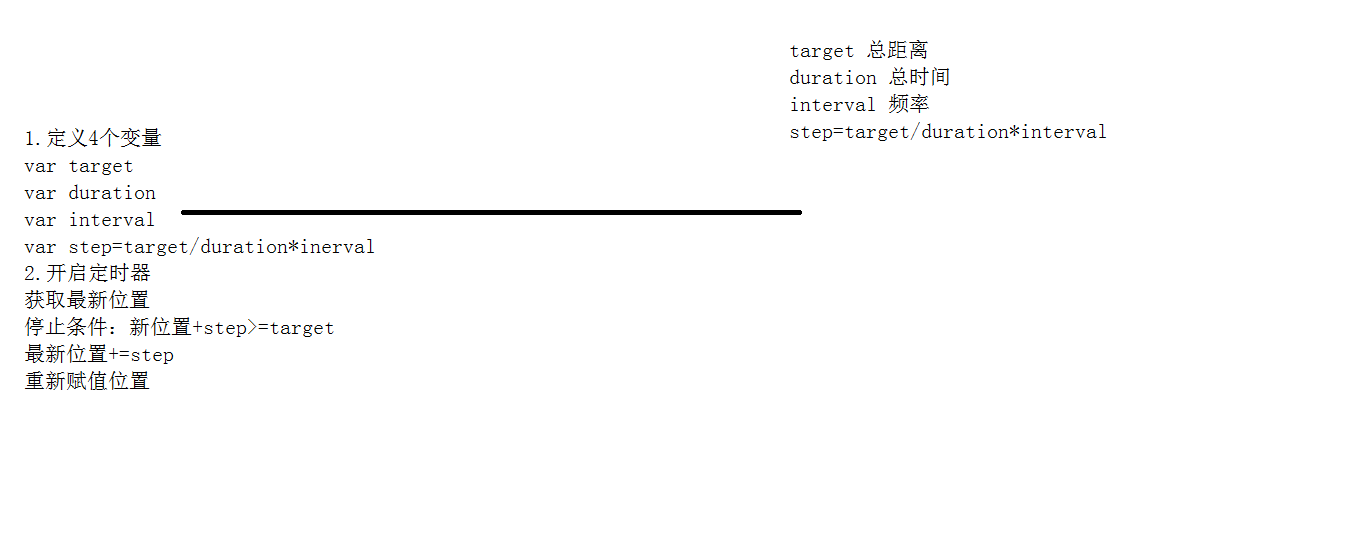 target 总距离
duration 总时间
interval 频率
step=target/duration*interval
1.定义4个变量
var target
var duration
var interval
var step=target/duration*inerval
2.开启定时器
获取最新位置
停止条件：新位置+step>=target
最新位置+=step
重新赋值位置